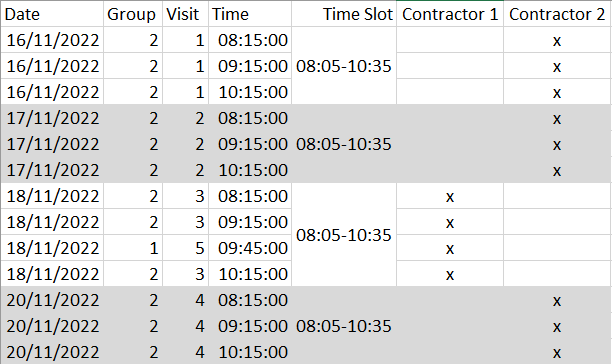 Date Group Visit Time Time Slot Contractor 1 Contractor 2
16/11/2022 2 1 08:15:00 x
16/11/2022 2 1 09:15:00 08:05-10:35 x
16/11/2022 2 1 10:15:00 x
17/11/2022 2 2 08:15:00 x
17/11/2022 2 2 09:15:00 08:05-10:35 x
17/11/2022 2 2 10:15:00 x
18/11/2022 2 3 08:15:00 x
18/11/2022 2 3 09:15:00 x
08:05-10:35
18/11/2022 1 5 09:45:00 x
18/11/2022 2 3 10:15:00 x
20/11/2022 2 4 08:15:00 x
20/11/2022 2 4 09:15:00 08:05-10:35 x
20/11/2022 2 4 10:15:00 x